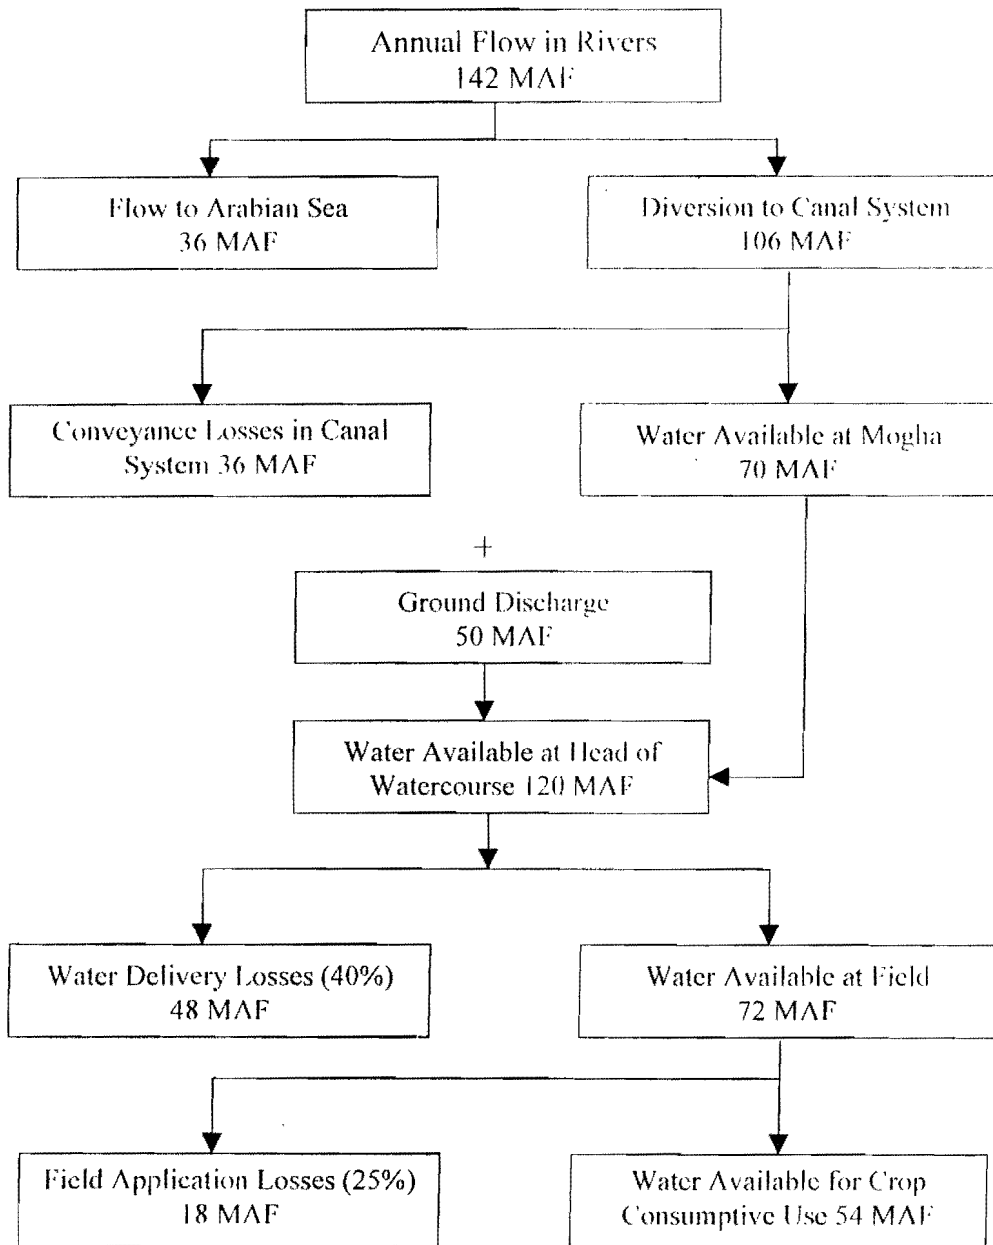 Annual Flow in Rivers
142 MAF
Flow to Arabian Sea
36 MAF
Diversion to Canal System
106 MAF
Conveyance Losses in Canal
System 36 MAF
Water Available at Mogha
70 MAF
+
Ground Discharge
50 MAF
Water Available at Head of
Watercourse 120 MAF
Water Delivery Losses (40%)
48 MAF
Water Available at Field
72 MAF
Field Application Losses (25%)
18 MAF
Water Available for Crop
Consumptive Use 54 MAF